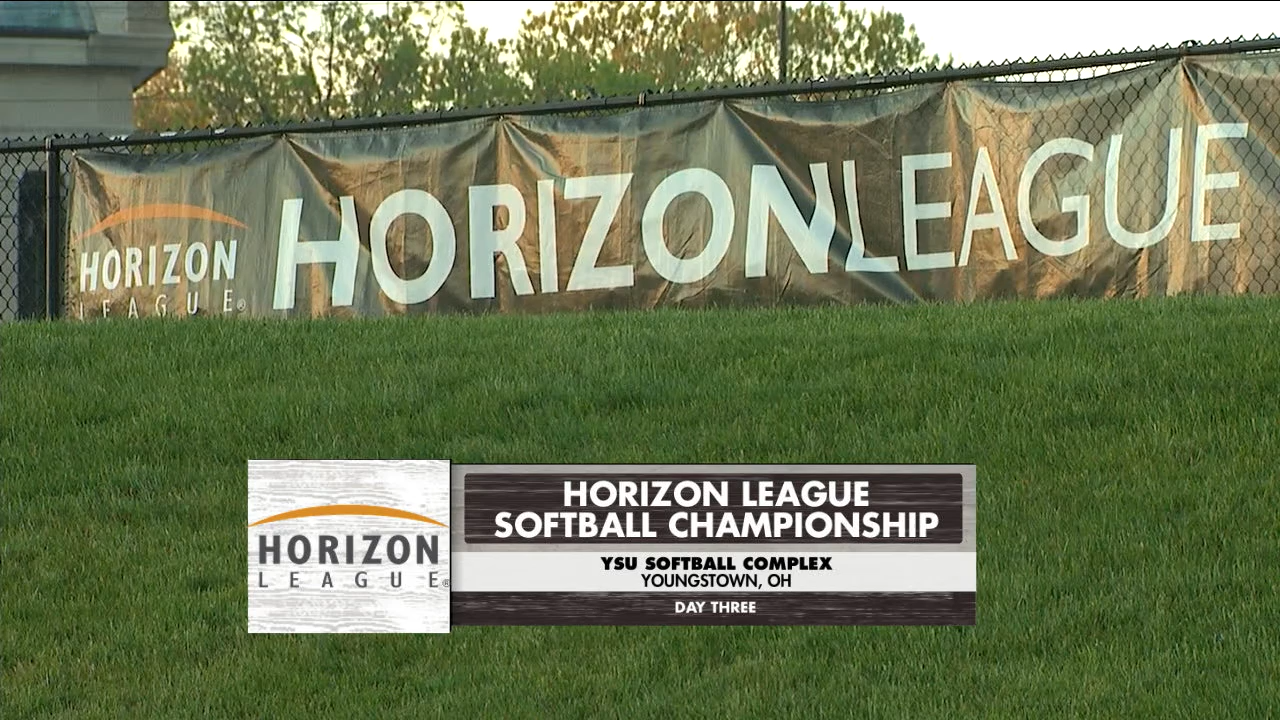 HORIZON
LEAGUE®
HORIZONLEAGUE
HORIZON
LEAGUE®
HORIZON LEAGUE
SOFTBALL CHAMPIONSHIP
YSU SOFTBALL COMPLEX
YOUNGSTOWN, OH
DAY THREE